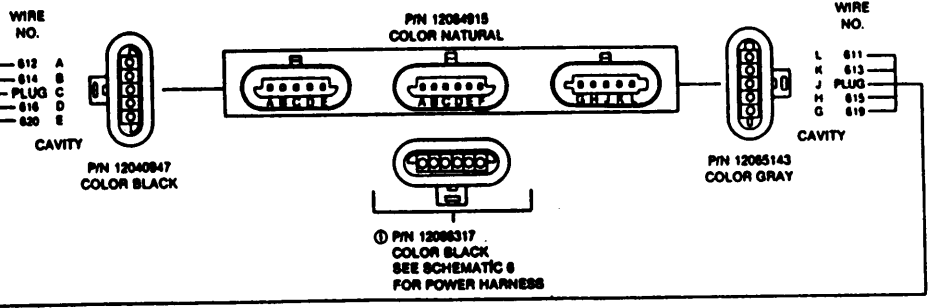 WIRE
NO.
612 A
614 B
PLUG C
616 D
620 E
CAVITY
P/N 12040947
COLOR BLACK
P/N 12064915
COLOR NATURAL
A B C D E
A B C D E F
G H J K L
① P/N 12066317
COLOR BLACK
SEE SCHEMATIC 6
FOR POWER HARNESS
WIRE
NO.
L 611
K 613
J PLUG
H 615
G 619
CAVITY
P/N 12065143
COLOR GRAY